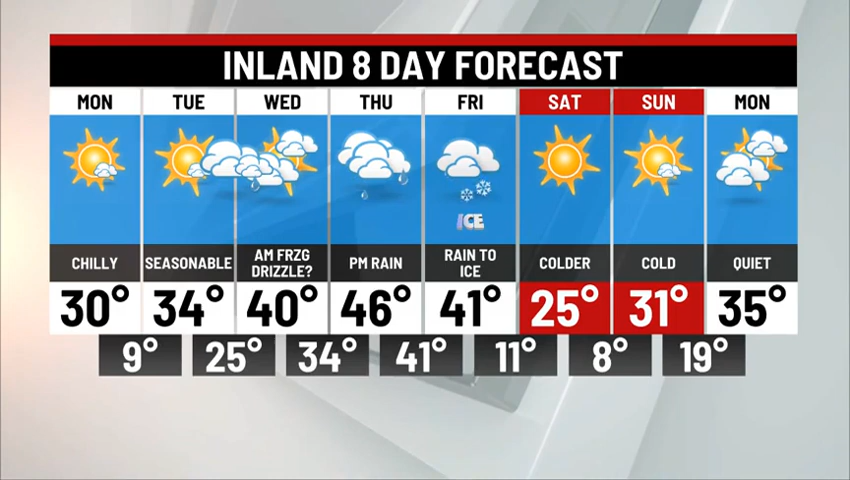 INLAND 8 DAY FORECAST
MON TUE WED THU FRI SAT SUN MON
ICE
CHILLY SEASONABLE AM FRZG DRIZZLE? PM RAIN RAIN TO ICE COLDER COLD QUIET
30° 34° 40° 46° 41° 25° 31° 35°
9° 25° 34° 41° 11° 8° 19°